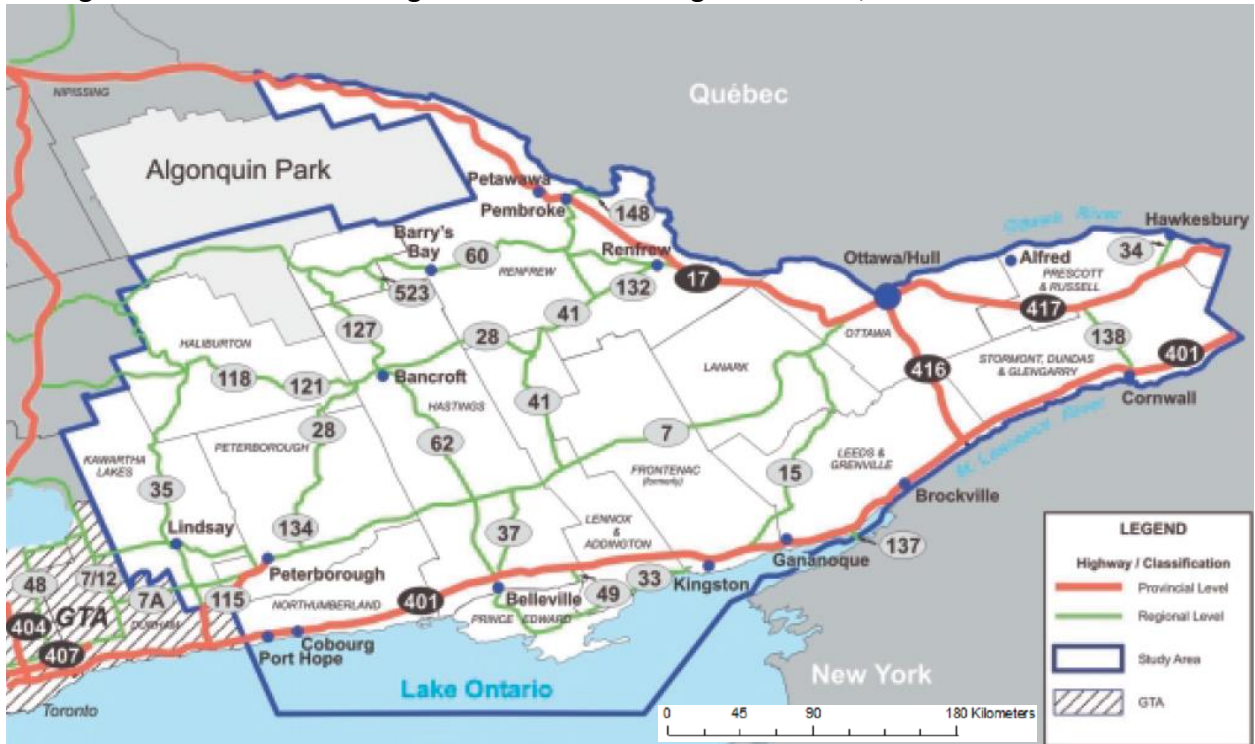 NIPISSING
Québec
Algonquin Park
Petawawa
Pembroke
148
Ottawa River
Hawkesbury
34
Barry's
Bay
60
RENFREW
Renfrew
Ottawa/Hull
Alfred
PRESCOTT
& RUSSELL
523
132
17
417
127
41
28
OTTAWA
138
HALIBURTON
118
121
Bancroft
LANARK
416
STORMONT, DUNDAS
& GLENGARRY
401
Cornwall
HASTINGS
41
28
PETERBOROUGH
62
7
St. Lawrence River
KAWARTHA
LAKES
35
FRONTENAC
(formerly)
15
LEEDS &
GRENVILLE
Brockville
Lindsay
134
37
LENNOX
&
ADDINGTON
137
Gananoque
48
7/12
7A
115
Peterborough
33
Kingston
49
404
GTA
DURHAM
NORTHUMBERLAND
401
Belleville
PRINCE EDWARD
407
Cobourg
Port Hope
Toronto
Lake Ontario
New York
0 45 90 180 Kilometers
LEGEND
Highway / Classification
Provincial Level
Regional Level
Study Area
GTA